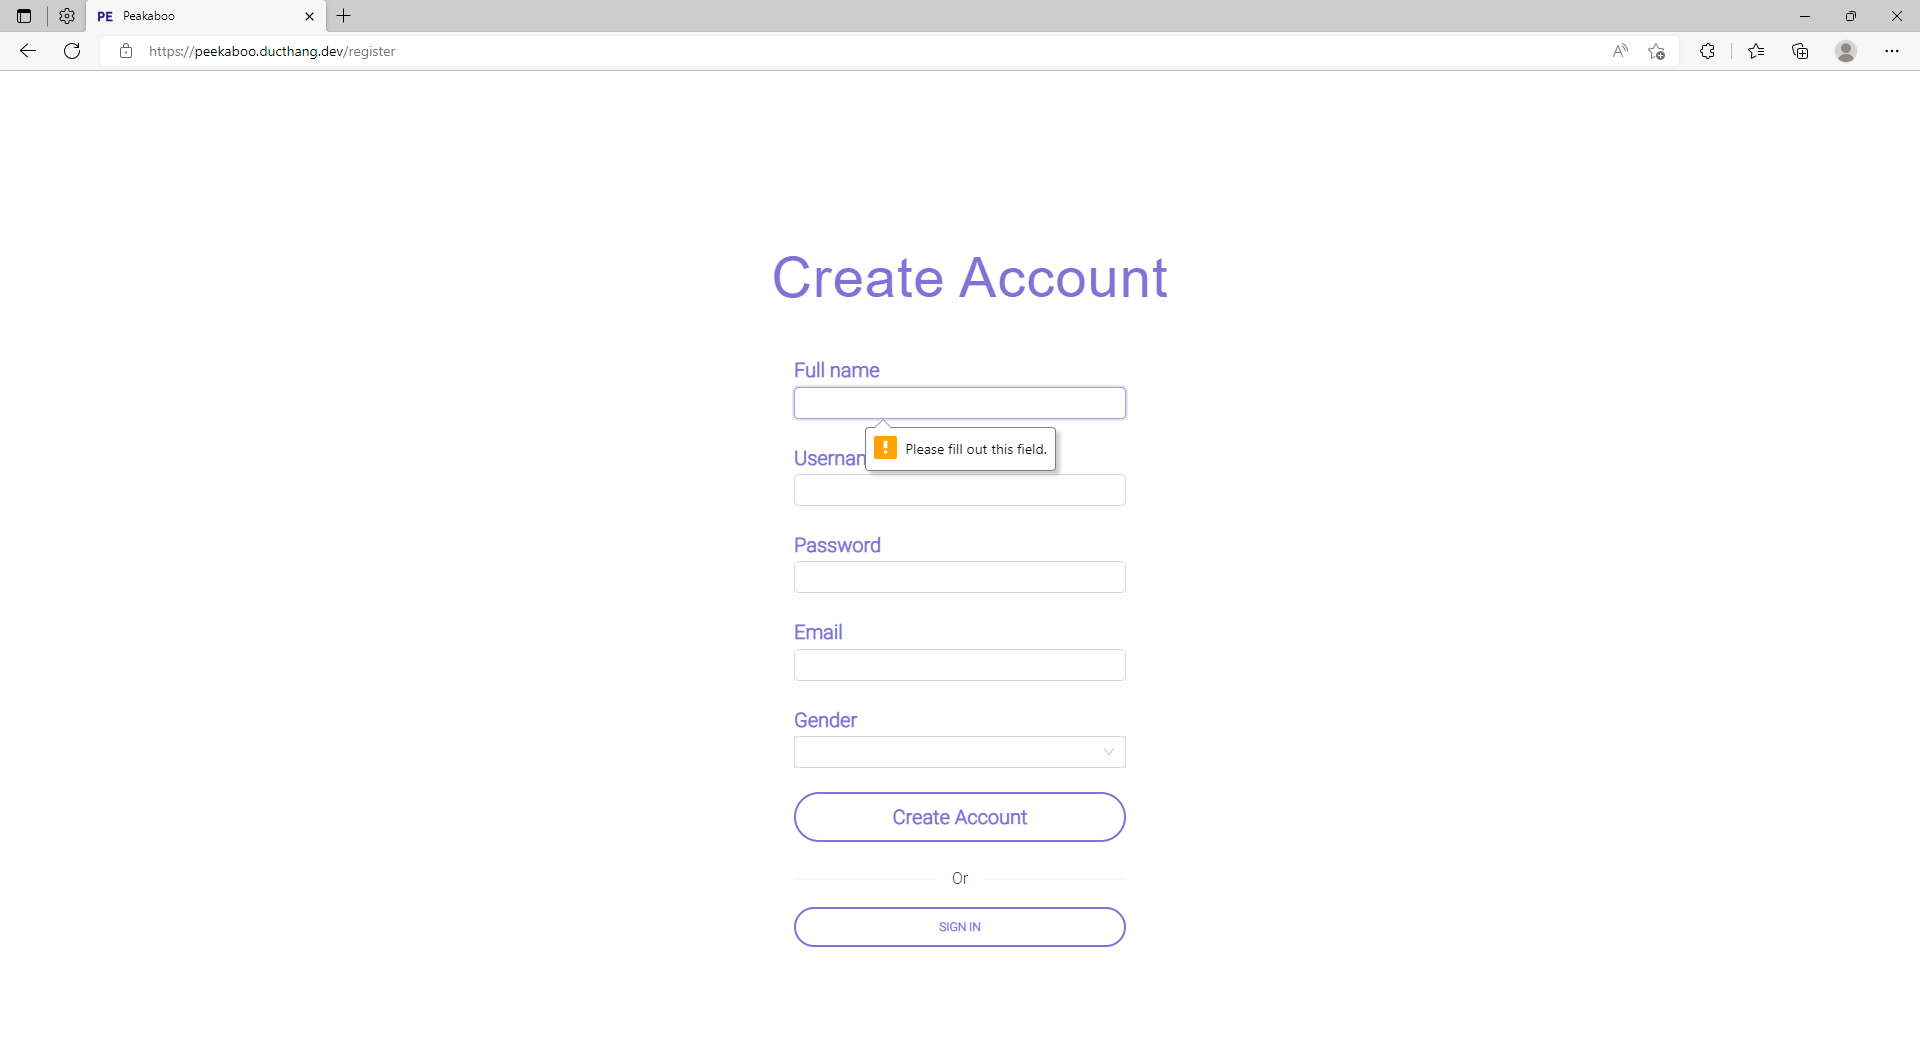 PE Peakaboo
https://peekaboo.ducthang.dev/register
Create Account
Full name
Please fill out this field.
Usernam
Password
Email
Gender
Create Account
Or
SIGN IN